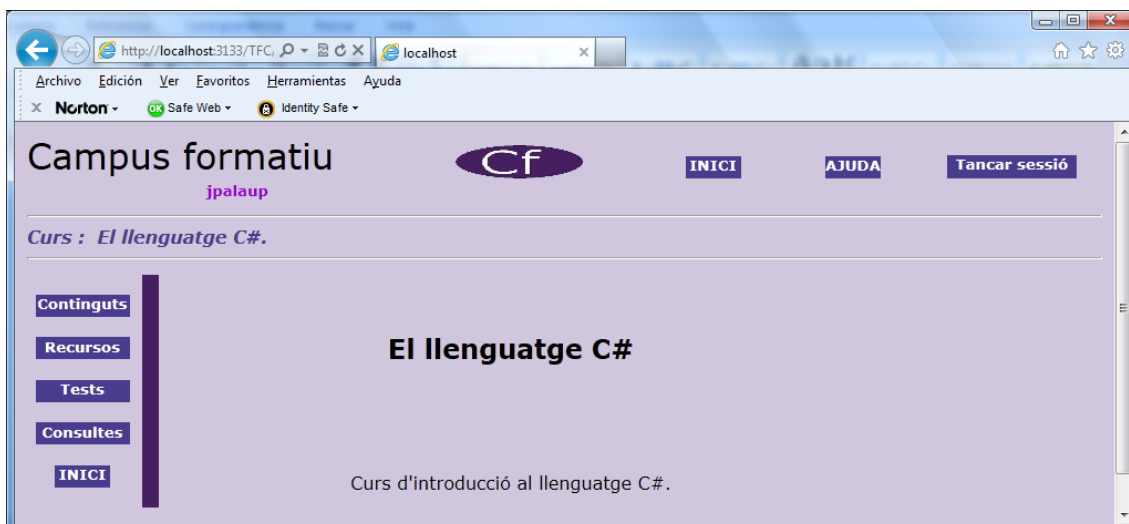 http://localhost:3133/TFC,
localhost
Archivo Edición Ver Favoritos Herramientas Ayuda
x Norton
OK Safe Web
Identity Safe
Campus formatiu
Cf
INICI
AJUDA
Tancar sessió
jpalaup
Curs : El llenguatge C#.
Continguts
Recursos
Tests
Consultes
INICI
El llenguatge C#
Curs d'introducció al llenguatge C#.